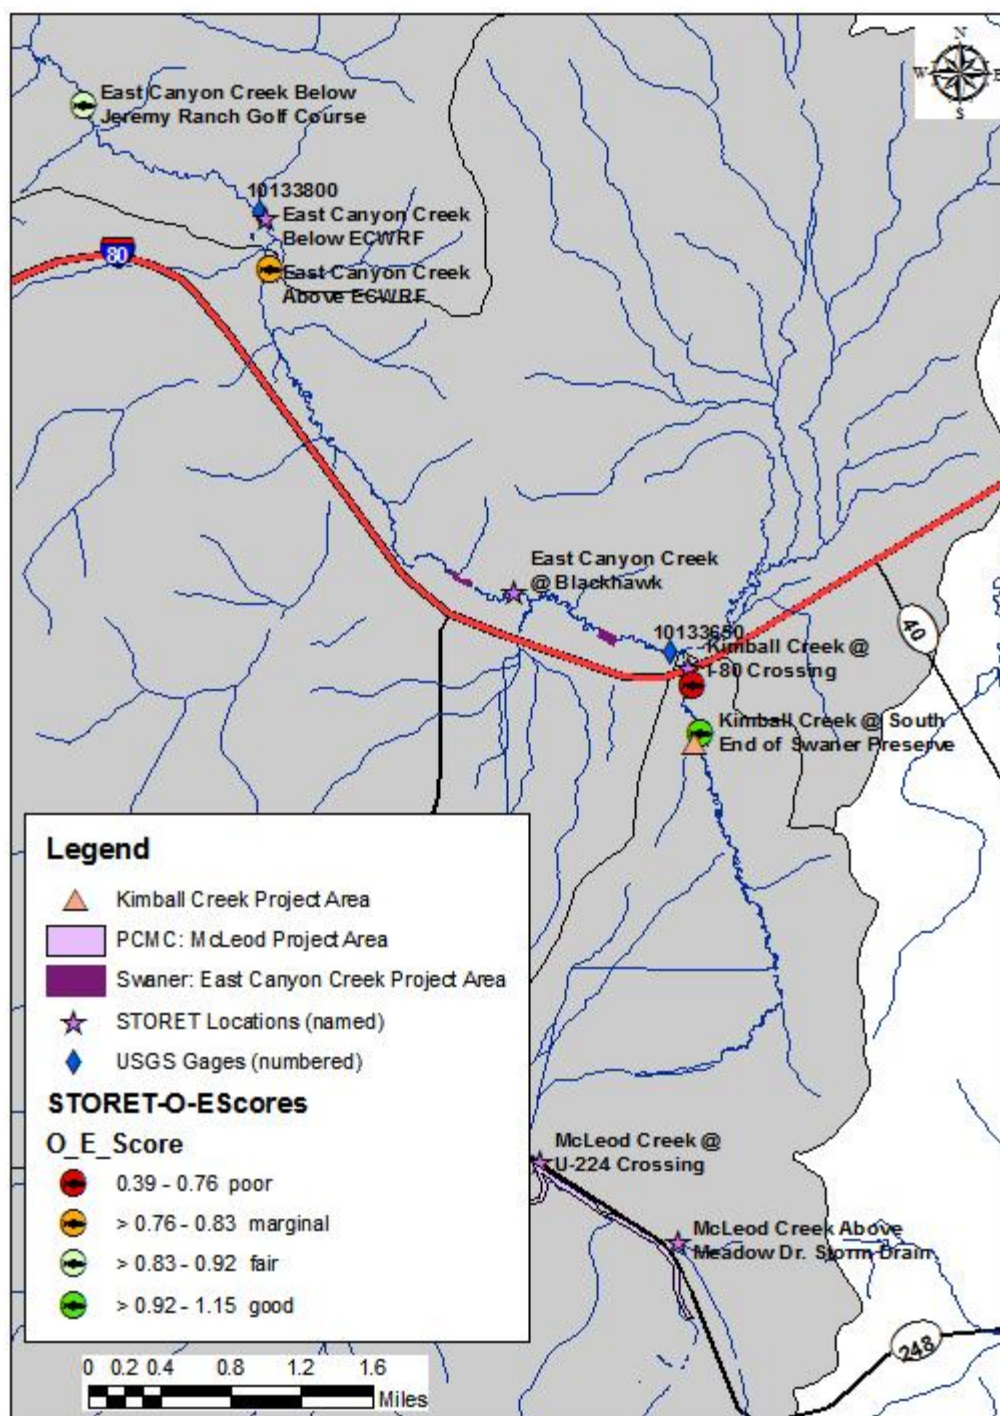 N
W
E
S
East Canyon Creek Below
Jeremy Ranch Golf Course
10133800
East Canyon Creek
Below ECWRF
80
East Canyon Creek
Above ECWRF
East Canyon Creek
@ Blackhawk
40
10133650
Kimball Creek @
I-80 Crossing
Kimball Creek @ South
End of Swaner Preserve
Legend
Kimball Creek Project Area
PCMC: McLeod Project Area
Swaner: East Canyon Creek Project Area
STORET Locations (named)
USGS Gages (numbered)
STORET-O-EScores
O_E_Score
0.39 - 0.76 poor
> 0.76 - 0.83 marginal
> 0.83 - 0.92 fair
> 0.92 - 1.15 good
McLeod Creek @
U-224 Crossing
McLeod Creek Above
Meadow Dr. Storm Drain
248
0 0.2 0.4 0.8 1.2 1.6
Miles